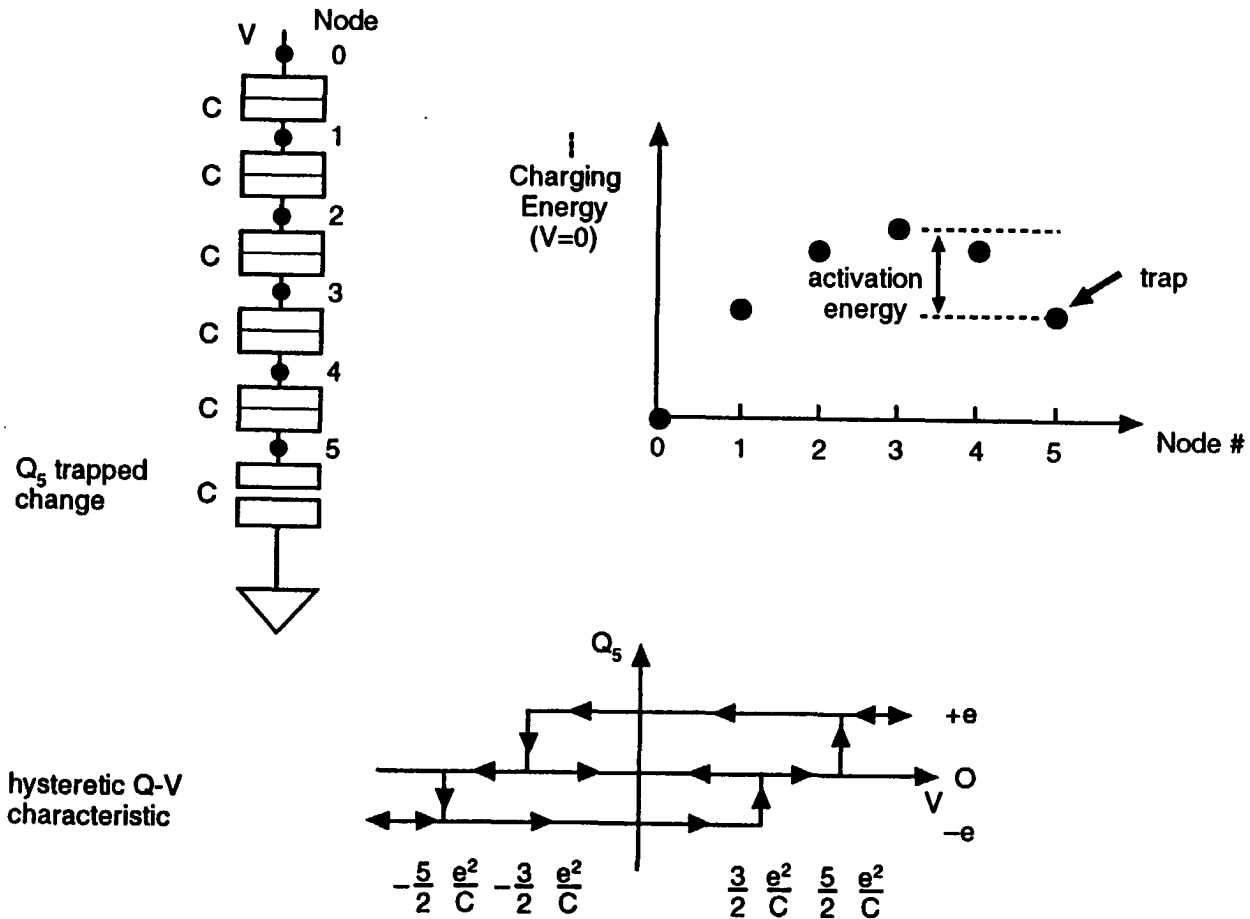 V
Node
0
C
1
C
2
C
3
C
4
C
5
Q₅ trapped
change
C
Charging
Energy
(V=0)
activation
energy
trap
0 1 2 3 4 5
Node #
Q₅
+e
O
V
−e
hysteretic Q-V
characteristic
−5/2 e²/C −3/2 e²/C 3/2 e²/C 5/2 e²/C